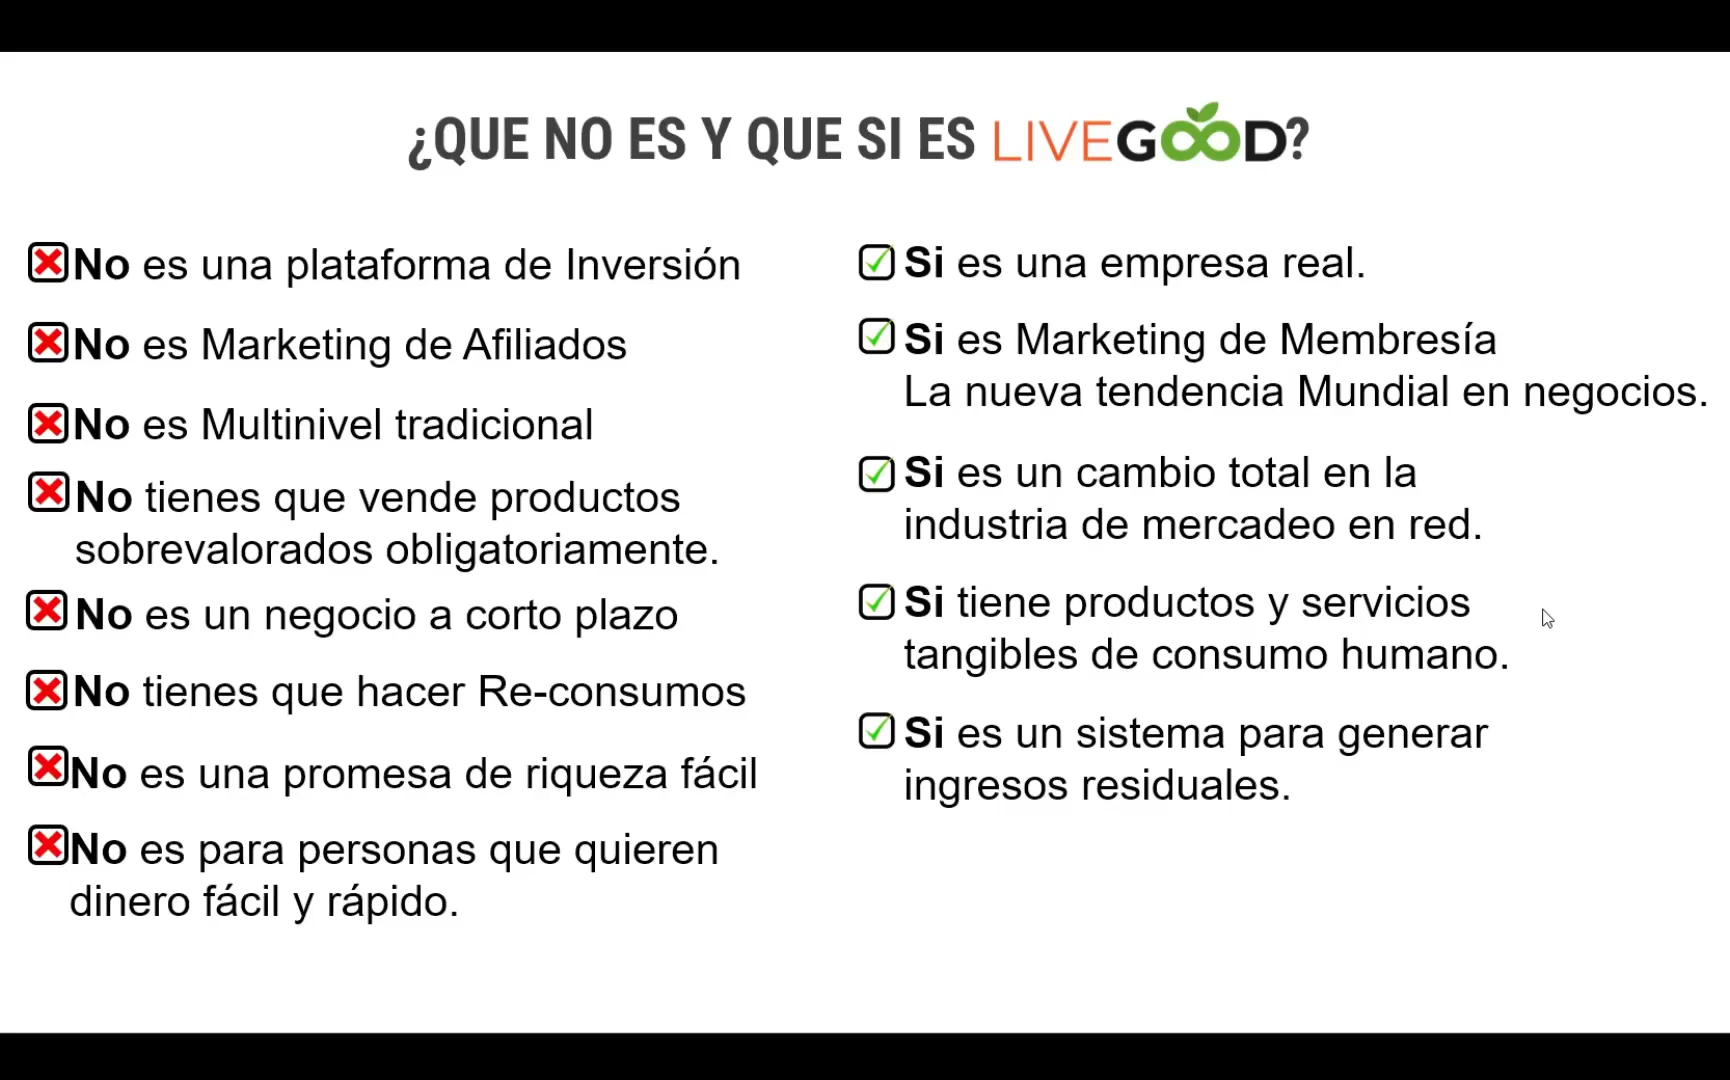 ¿QUE NO ES Y QUE SI ES LIVEGOOD?
No es una plataforma de Inversión
No es Marketing de Afiliados
No es Multinivel tradicional
No tienes que vende productos
sobrevalorados obligatoriamente.
No es un negocio a corto plazo
No tienes que hacer Re-consumos
No es una promesa de riqueza fácil
No es para personas que quieren
dinero fácil y rápido.
Si es una empresa real.
Si es Marketing de Membresía
La nueva tendencia Mundial en negocios.
Si es un cambio total en la
industria de mercadeo en red.
Si tiene productos y servicios
tangibles de consumo humano.
Si es un sistema para generar
ingresos residuales.